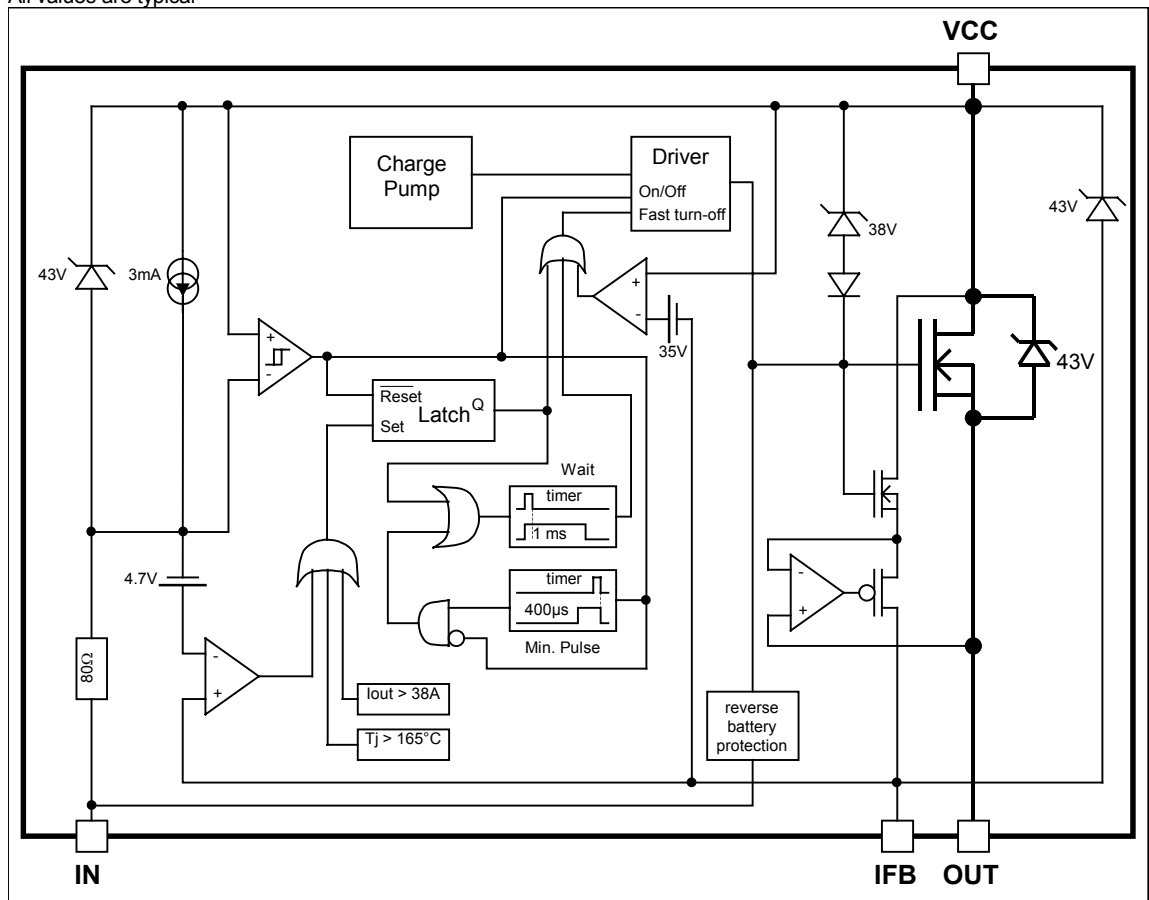 All values are typical
VCC
Charge
Pump
Driver
On/Off
Fast turn-off
43V
3mA
38V
43V
+
-
+
-
35V
43V
Reset
Latch
Q
Set
Wait
timer
1 ms
4.7V
timer
400µs
Min. Pulse
-
+
80Ω
-
+
Iout > 38A
Tj > 165°C
reverse
battery
protection
IN
IFB
OUT